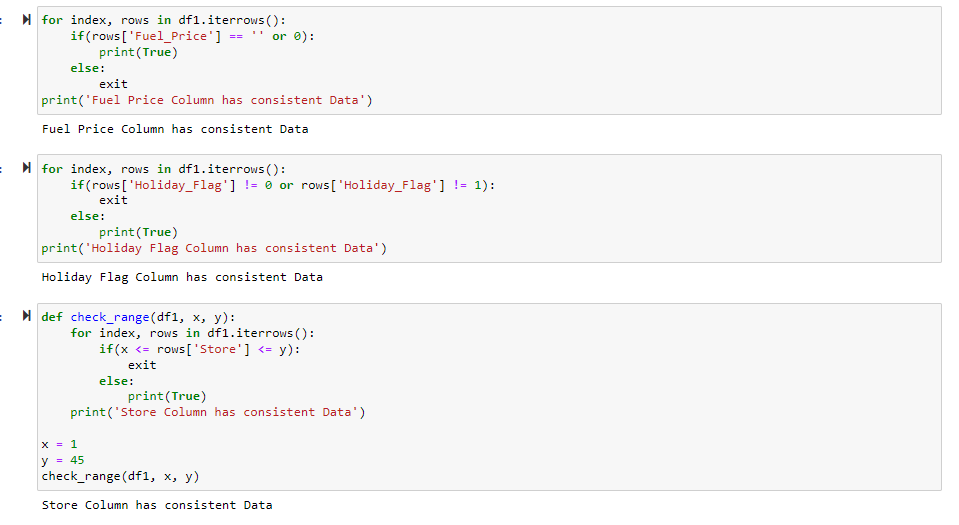 for index, rows in df1.iterrows():
    if(rows['Fuel_Price'] == '' or 0):
        print(True)
    else:
        exit
print('Fuel Price Column has consistent Data')
Fuel Price Column has consistent Data
for index, rows in df1.iterrows():
    if(rows['Holiday_Flag'] != 0 or rows['Holiday_Flag'] != 1):
        exit
    else:
        print(True)
print('Holiday Flag Column has consistent Data')
Holiday Flag Column has consistent Data
def check_range(df1, x, y):
    for index, rows in df1.iterrows():
        if(x <= rows['Store'] <= y):
            exit
        else:
            print(True)
    print('Store Column has consistent Data')
x = 1
y = 45
check_range(df1, x, y)
Store Column has consistent Data